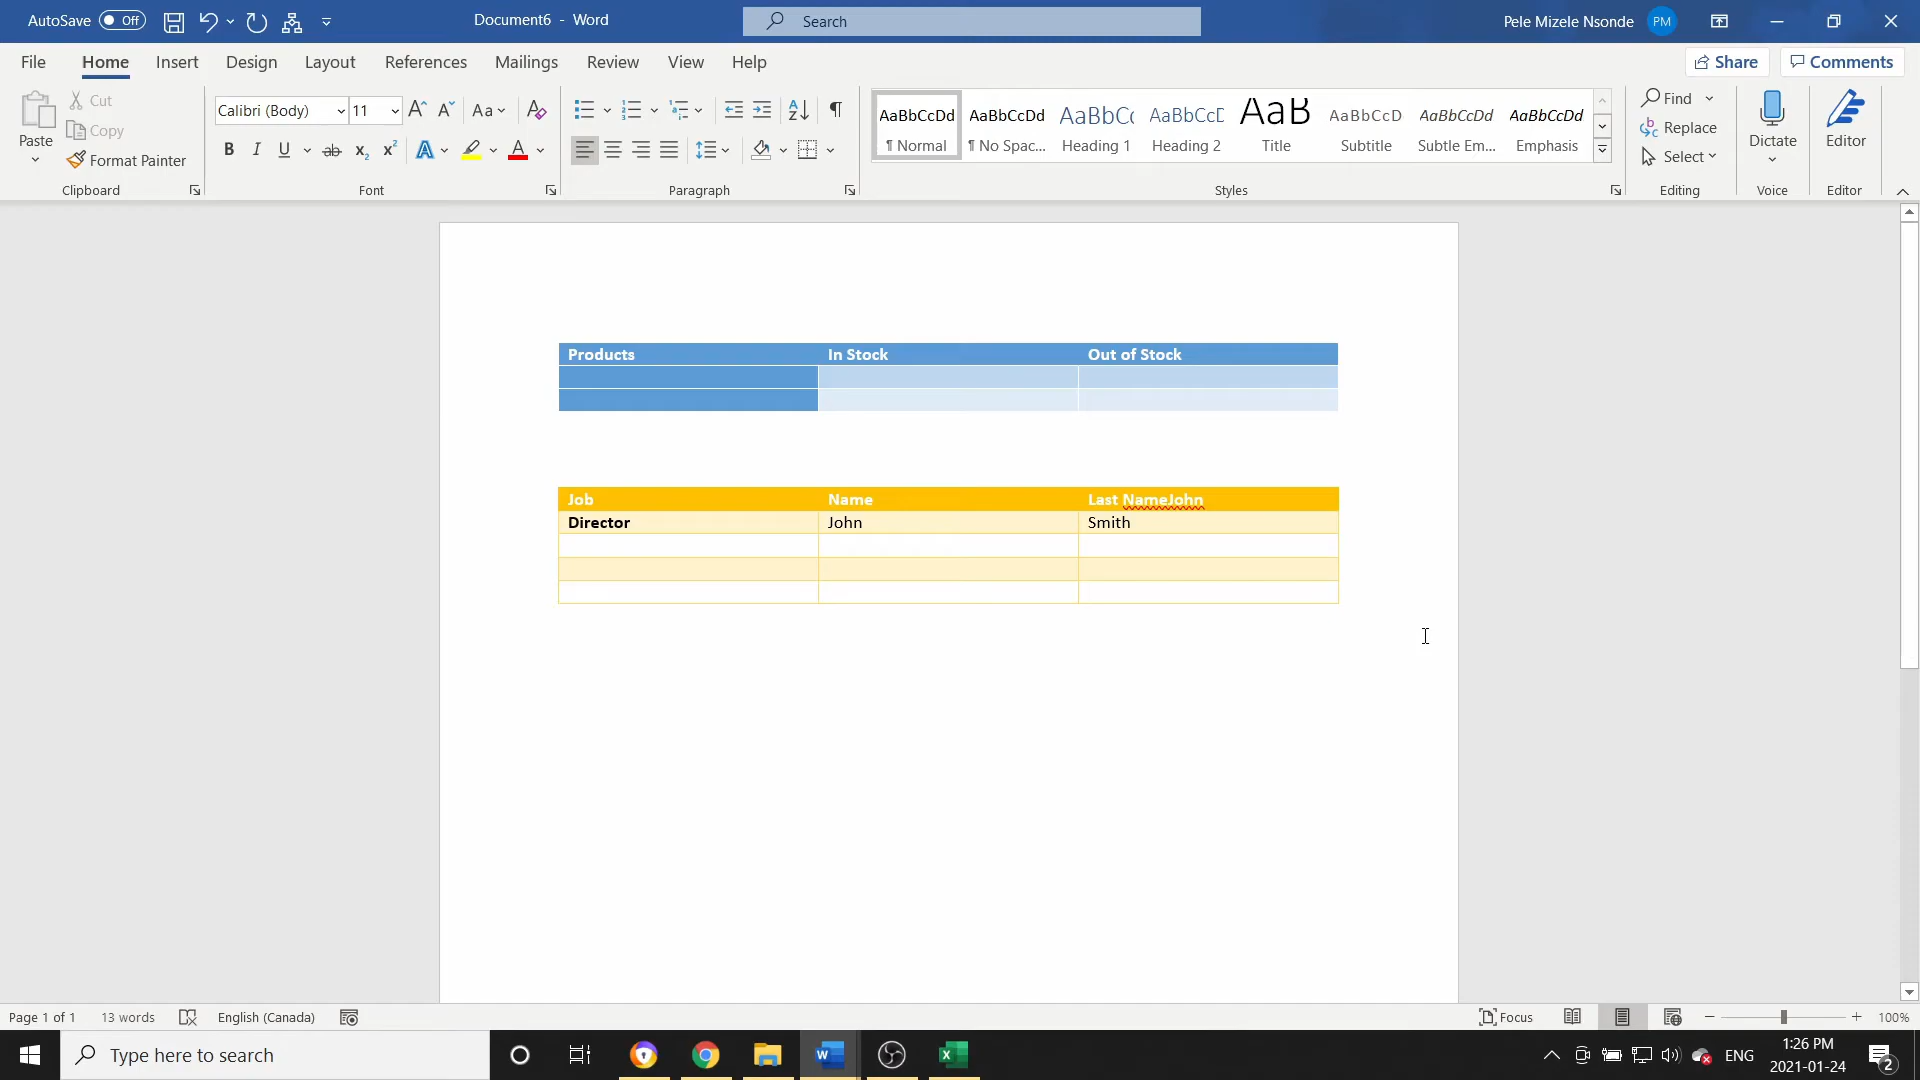 AutoSave Off Document6 - Word Search Pele Mizele Nsonde PM
File Home Insert Design Layout References Mailings Review View Help Share Comments
Paste Cut Copy Format Painter Clipboard
Calibri (Body) 11 Aa Font
Paragraph
AaBbCcDd ¶ Normal
AaBbCcDd ¶ No Spac...
AaBbCc Heading 1
AaBbCcD Heading 2
AaB Title
AaBbCcD Subtitle
AaBbCcDd Subtle Em...
AaBbCcDd Emphasis
Styles
Find Replace Select Editing
Dictate Voice
Editor Editor
Products In Stock Out of Stock
Job Name Last NameJohn
Director John Smith
Page 1 of 1 13 words English (Canada) Focus 100%
Type here to search ENG 1:26 PM
2021-01-24 2